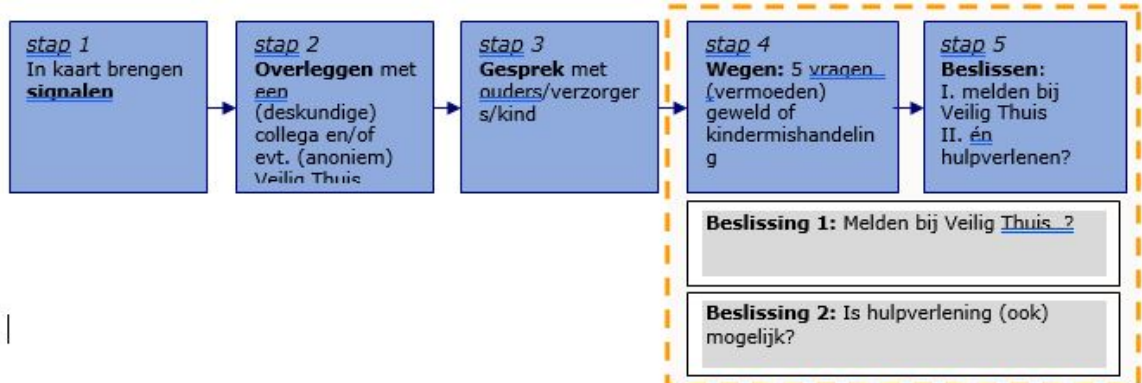 stap 1
In kaart brengen
signalen
stap 2
Overleggen met
een
(deskundige)
collega en/of
evt. (anoniem)
Veilig Thuis
stap 3
Gesprek met
ouders/verzorger
s/kind
stap 4
Wegen: 5 vragen
(vermoeden)
geweld of
kindermishandelin
g
stap 5
Beslissen:
I. melden bij
Veilig Thuis
II. én
hulpverlenen?
Beslissing 1: Melden bij Veilig Thuis ?
Beslissing 2: Is hulpverlening (ook)
mogelijk?